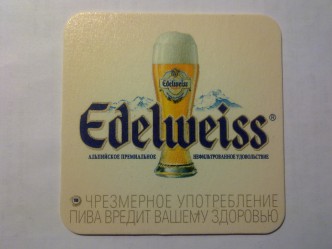 Edelweiss
Edelweiss®
АЛЬПИЙСКОЕ ПРЕМИАЛЬНОЕ НЕФИЛЬТРОВАННОЕ УДОВОЛЬСТВИЕ
ЧРЕЗМЕРНОЕ УПОТРЕБЛЕНИЕ
ПИВА ВРЕДИТ ВАШЕМУ ЗДОРОВЬЮ